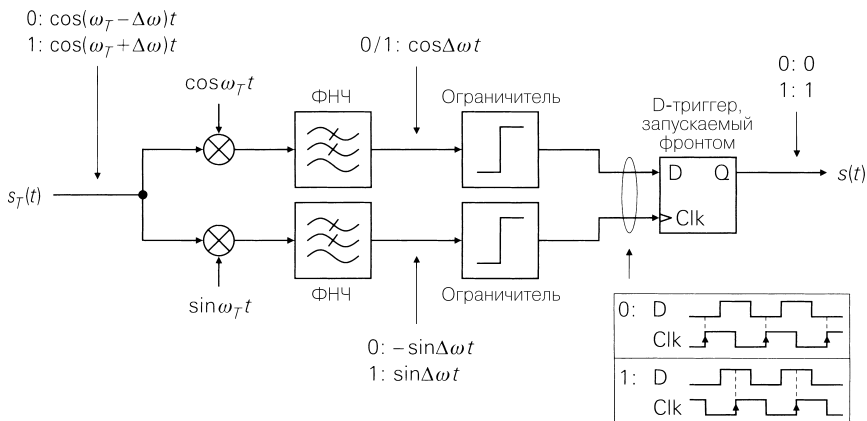 0: cos(ω_T − Δω)t
1: cos(ω_T + Δω)t
cosω_T t
ФНЧ
0/1: cosΔωt
Ограничитель
D-триггер,
запускаемый
фронтом
0: 0
1: 1
s_T(t)
D Q
Clk
s(t)
sinω_T t
ФНЧ
Ограничитель
0: −sinΔωt
1: sinΔωt
0: D
Clk
1: D
Clk